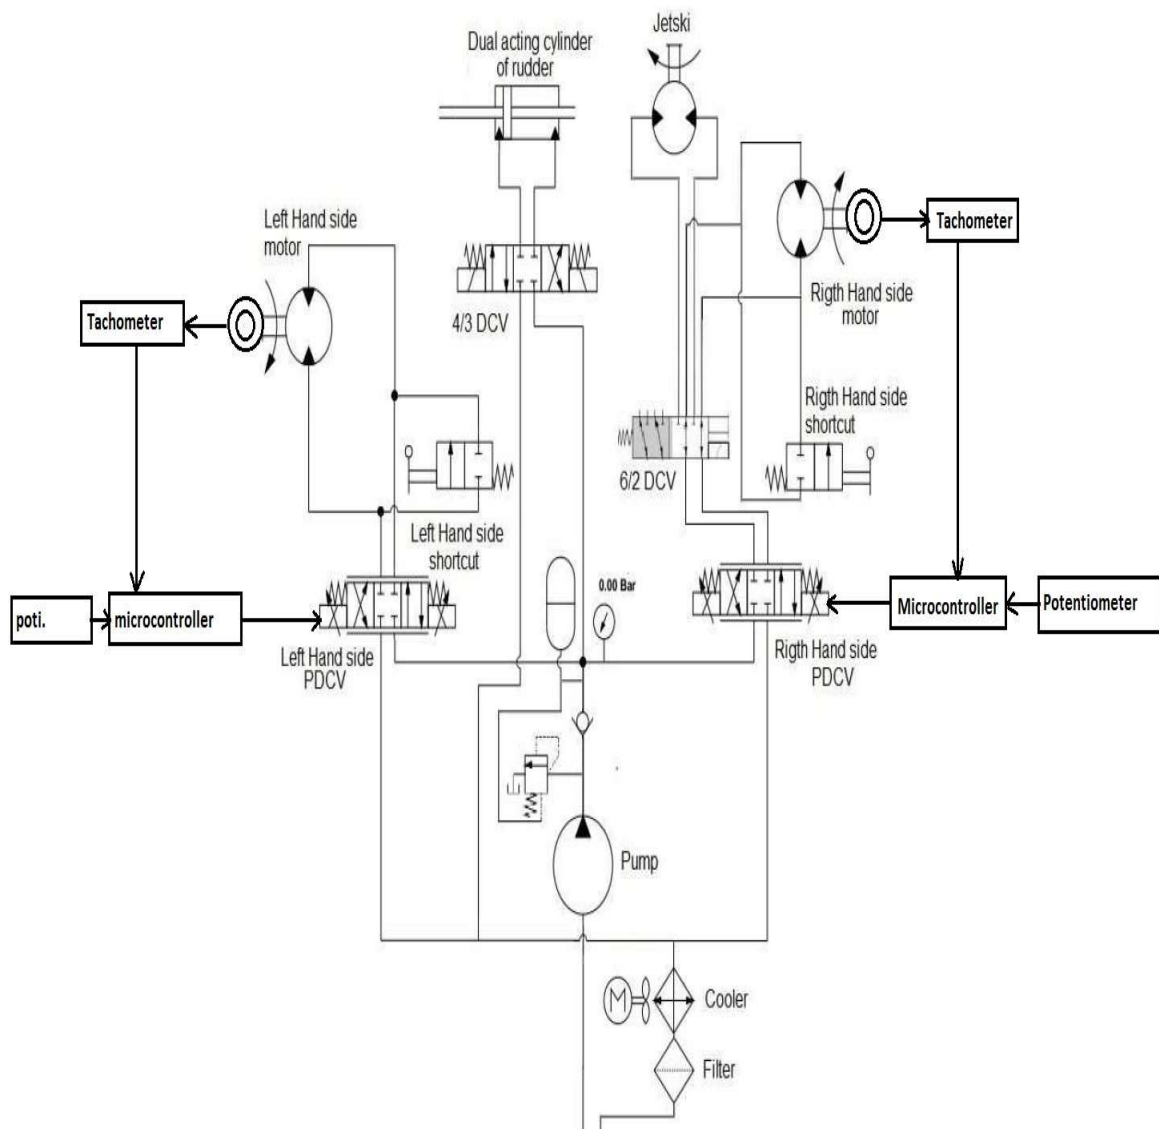 Jetski
Dual acting cylinder
of rudder
Left Hand side
motor
Tachometer
Tachometer
4/3 DCV
Rigth Hand side
motor
Rigth Hand side
shortcut
6/2 DCV
Left Hand side
shortcut
0.00 Bar
poti.
microcontroller
Microcontroller
Potentiometer
Left Hand side
PDCV
Rigth Hand side
PDCV
Pump
M
Cooler
Filter